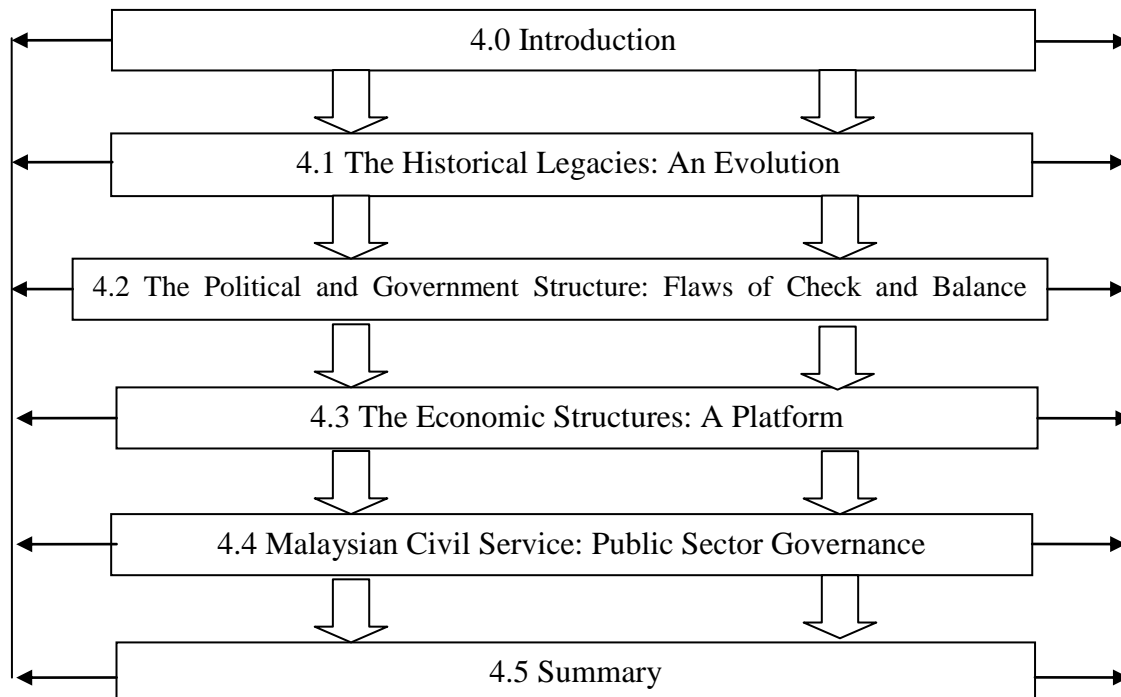 4.0 Introduction
4.1 The Historical Legacies: An Evolution
4.2 The Political and Government Structure: Flaws of Check and Balance
4.3 The Economic Structures: A Platform
4.4 Malaysian Civil Service: Public Sector Governance
4.5 Summary